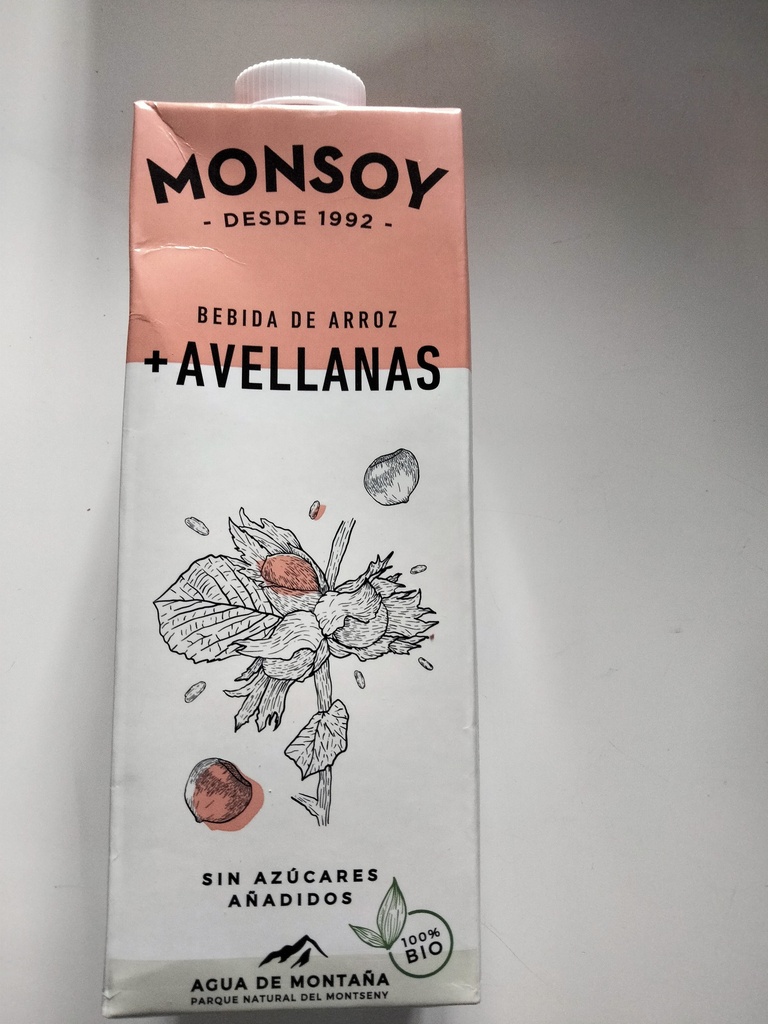 MONSOY
- DESDE 1992 -
BEBIDA DE ARROZ
+AVELLANAS
SIN AZÚCARES
AÑADIDOS
100%
BIO
AGUA DE MONTAÑA
PARQUE NATURAL DEL MONTSENY